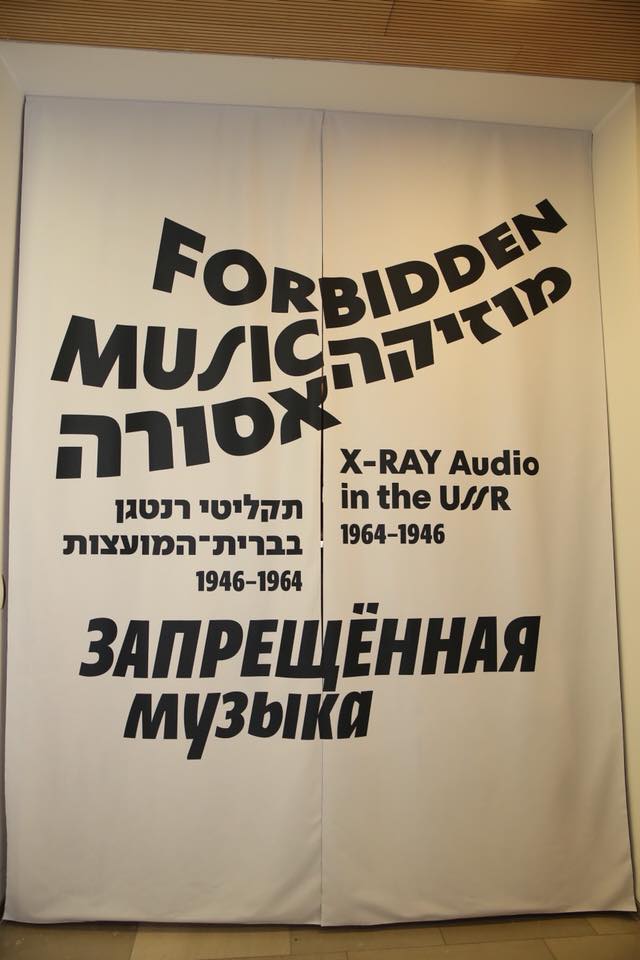 FORBIDDEN
MUSIC
מוזיקה
אסורה
X-RAY Audio
in the USSR
1964-1946
תקליטי רנטגן
בברית־המועצות
1946-1964
ЗАПРЕЩЁННАЯ
музыка